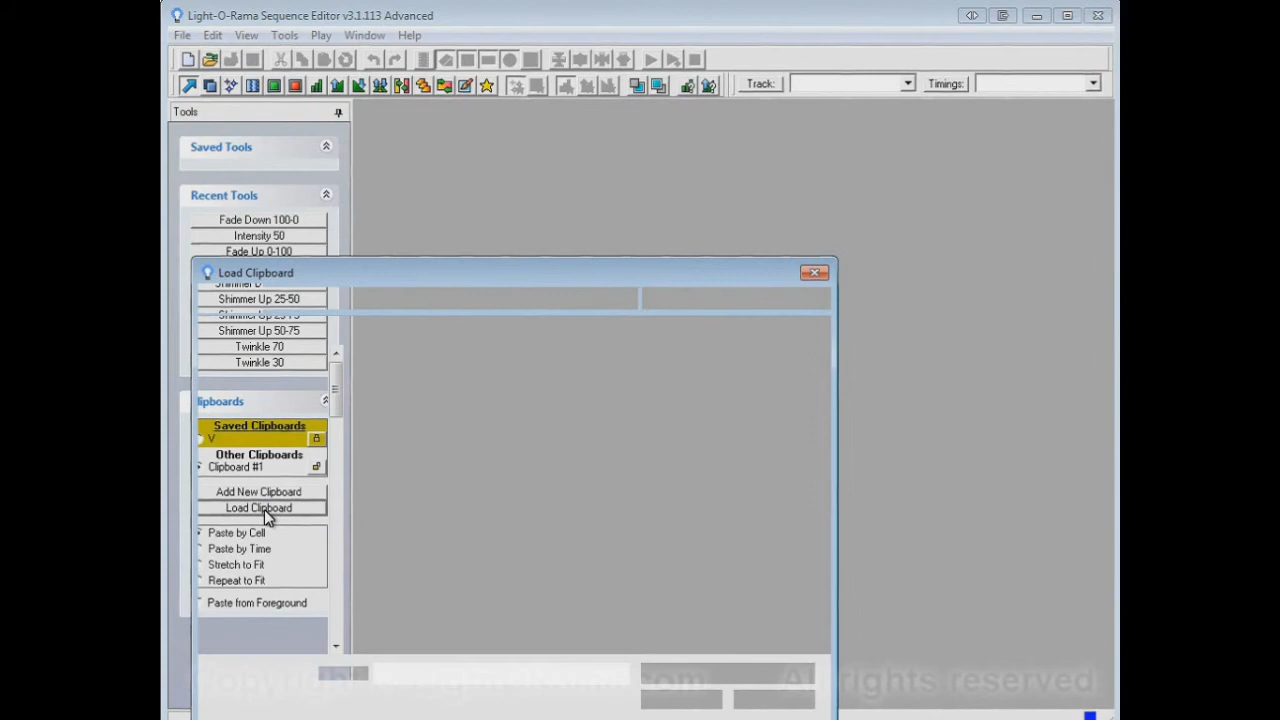 Light-O-Rama Sequence Editor v3.1.113 Advanced
File Edit View Tools Play Window Help
Track: Timings:
Tools
Saved Tools
Recent Tools
Fade Down 100-0
Intensity 50
Fade Up 0-100
Load Clipboard
Shimmer Up 25-50
Shimmer Up 50-75
Twinkle 70
Twinkle 30
lipboards
Saved Clipboards
V
Other Clipboards
Clipboard #1
Add New Clipboard
Load Clipboard
Paste by Cell
Paste by Time
Stretch to Fit
Repeat to Fit
Paste from Foreground
All rights reserved